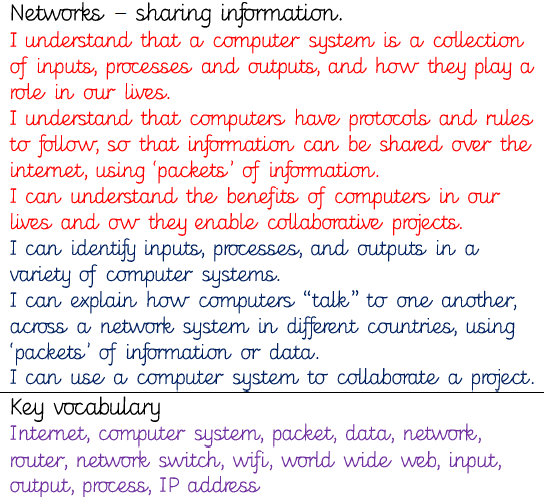 Networks – sharing information.
I understand that a computer system is a collection
of inputs, processes and outputs, and how they play a
role in our lives.
I understand that computers have protocols and rules
to follow, so that information can be shared over the
internet, using ‘packets’ of information.
I can understand the benefits of computers in our
lives and ow they enable collaborative projects.
I can identify inputs, processes, and outputs in a
variety of computer systems.
I can explain how computers “talk” to one another,
across a network system in different countries, using
‘packets’ of information or data.
I can use a computer system to collaborate a project.
Key vocabulary
Internet, computer system, packet, data, network,
router, network switch, wifi, world wide web, input,
output, process, IP address